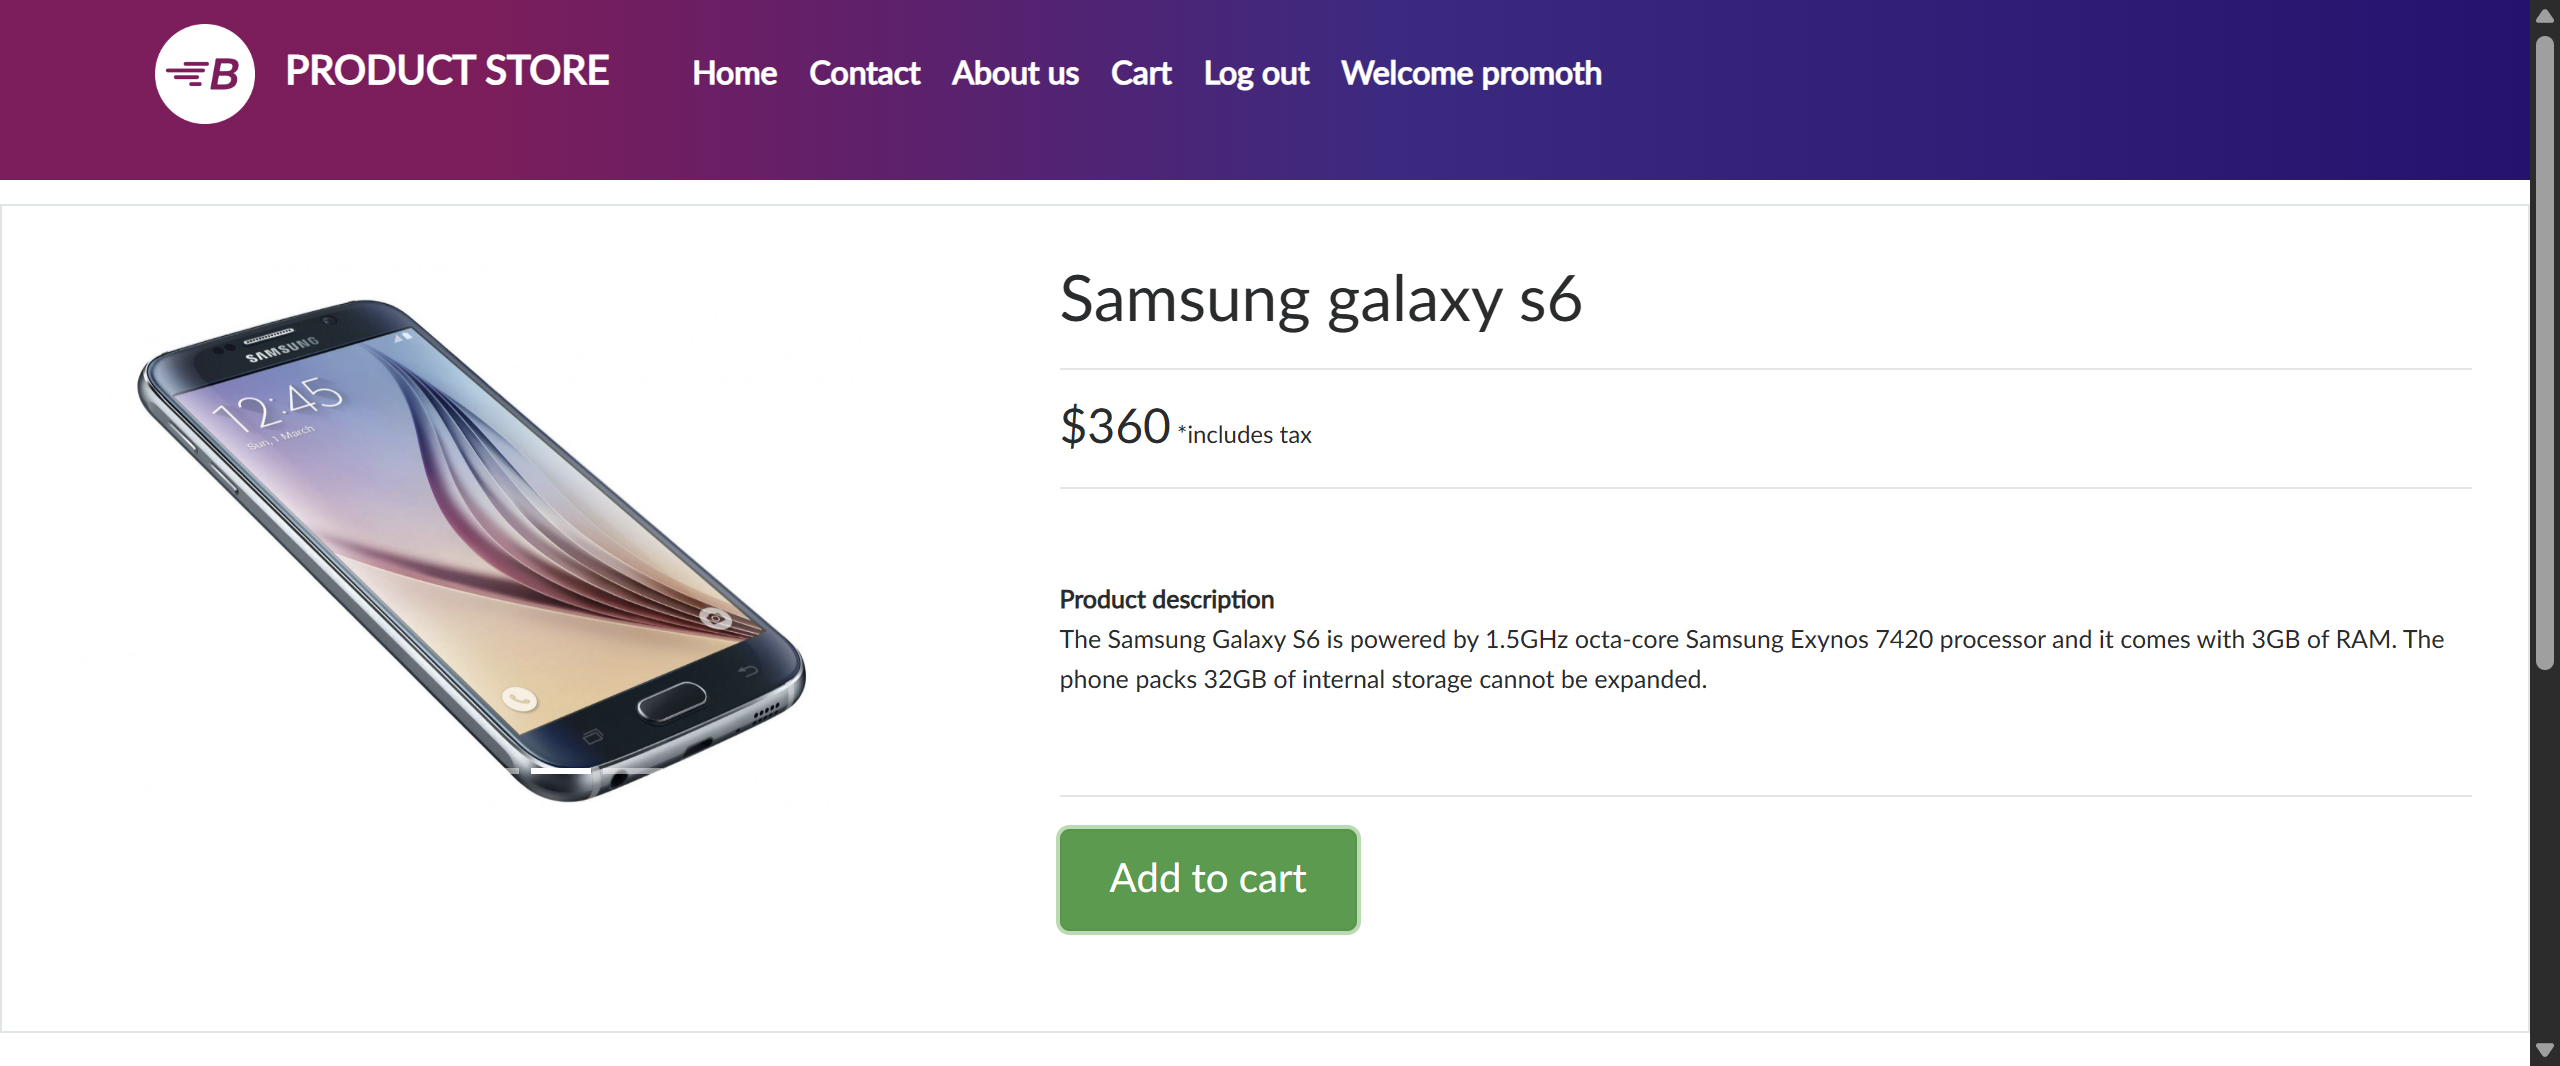 B
PRODUCT STORE
Home Contact About us Cart Log out Welcome promoth
SAMSUNG
12:45
Sun, 1 March
Samsung galaxy s6
$360 *includes tax
Product description
The Samsung Galaxy S6 is powered by 1.5GHz octa-core Samsung Exynos 7420 processor and it comes with 3GB of RAM. The
phone packs 32GB of internal storage cannot be expanded.
Add to cart